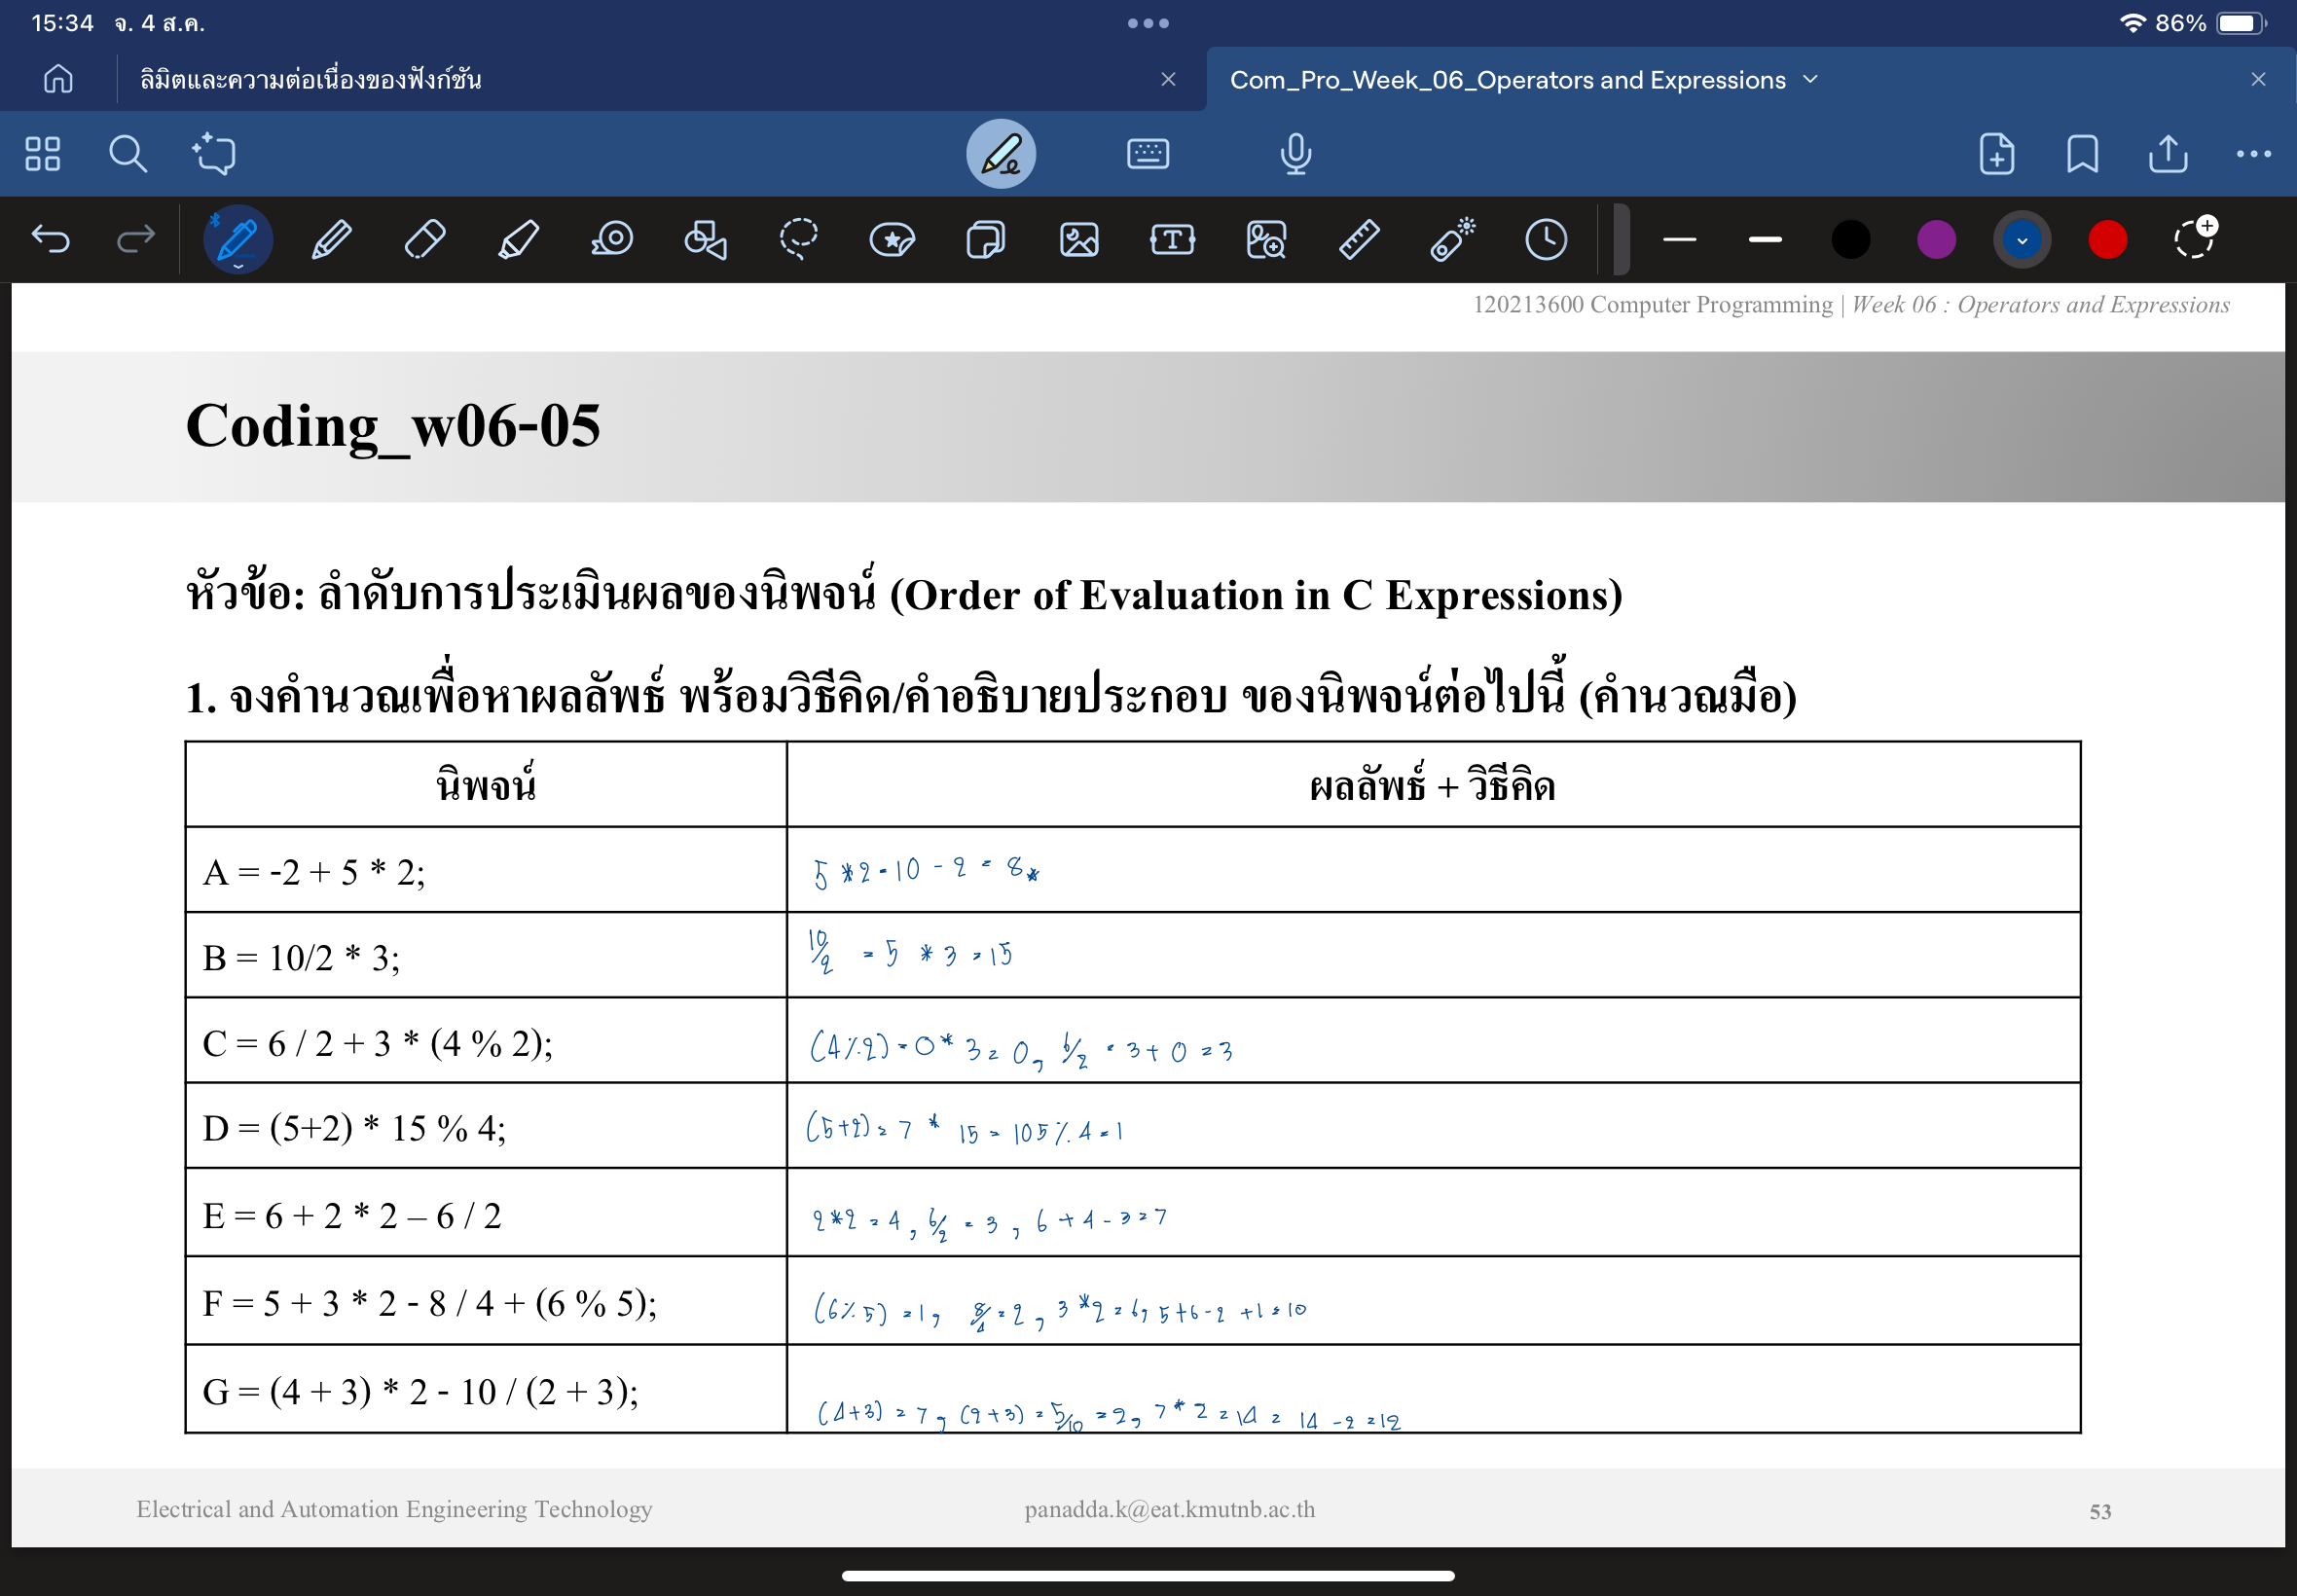 15:34 จ. 4 ส.ค.
86%
ลิมิตและความต่อเนื่องของฟังก์ชัน
Com_Pro_Week_06_Operators and Expressions
120213600 Computer Programming | Week 06 : Operators and Expressions
Coding_w06-05
หัวข้อ: ลำดับการประเมินผลของนิพจน์ (Order of Evaluation in C Expressions)
1. จงคำนวณเพื่อหาผลลัพธ์ พร้อมวิธีคิด/คำอธิบายประกอบ ของนิพจน์ต่อไปนี้ (คำนวณมือ)
นิพจน์ ผลลัพธ์ + วิธีคิด
A = -2 + 5 * 2; 5 * 2 = 10 - 2 = 8*
B = 10/2 * 3; 10/2 = 5 * 3 = 15
C = 6 / 2 + 3 * (4 % 2); (4%2) = 0 * 3 = 0, 6/2 = 3 + 0 = 3
D = (5+2) * 15 % 4; (5+2) = 7 * 15 = 105 % 4 = 1
E = 6 + 2 * 2 – 6 / 2 2*2 = 4, 6/2 = 3, 6 + 4 - 3 = 7
F = 5 + 3 * 2 - 8 / 4 + (6 % 5); (6%5) = 1, 8/4 = 2, 3*2 = 6, 5+6-2 +1 = 10
G = (4 + 3) * 2 - 10 / (2 + 3); (4+3) = 7, (2+3) = 5/10 = 2, 7*2 = 14 = 14 - 2 = 12
Electrical and Automation Engineering Technology panadda.k@eat.kmutnb.ac.th 53